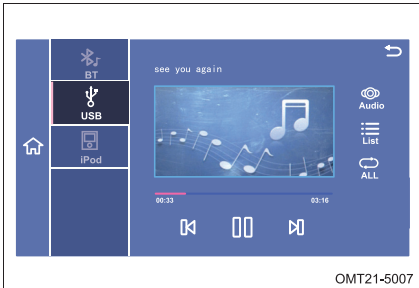 BT
USB
iPod
see you again
00:33
03:16
Audio
List
ALL
OMT21-5007